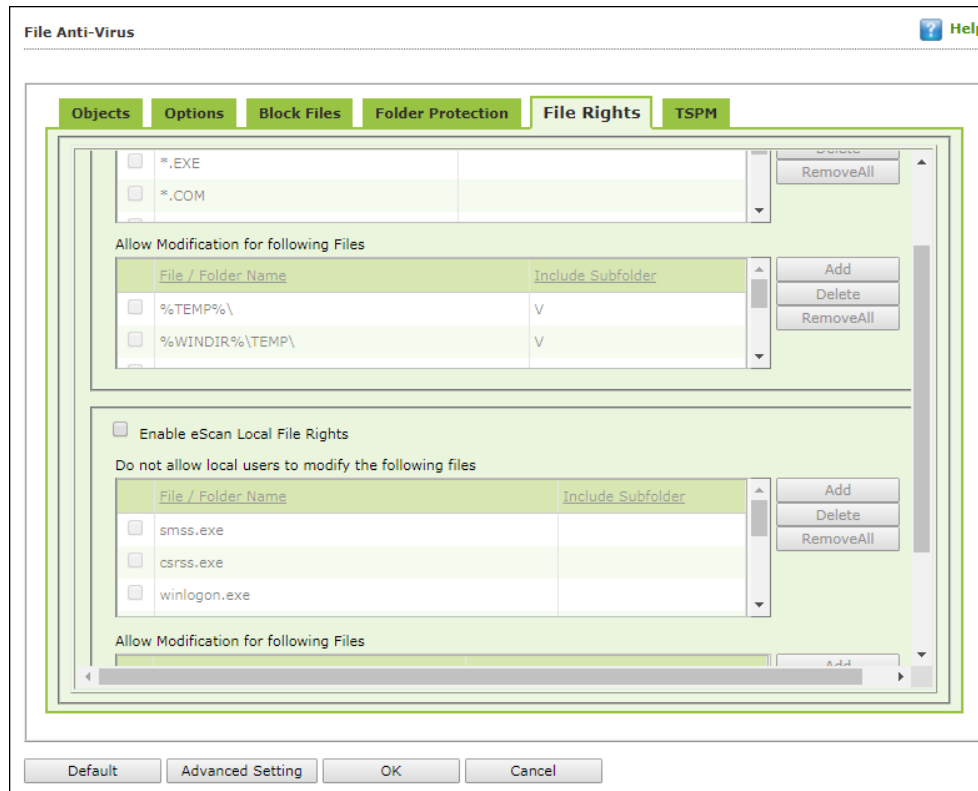 File Anti-Virus
Help
Objects Options Block Files Folder Protection File Rights TSPM
Delete
*.EXE
RemoveAll
*.COM
Allow Modification for following Files
File / Folder Name Include Subfolder Add
Delete
%TEMP%\ V
RemoveAll
%WINDIR%\TEMP\ V
Enable eScan Local File Rights
Do not allow local users to modify the following files
File / Folder Name Include Subfolder Add
Delete
smss.exe
RemoveAll
csrss.exe
winlogon.exe
Allow Modification for following Files
Add
Default Advanced Setting OK Cancel